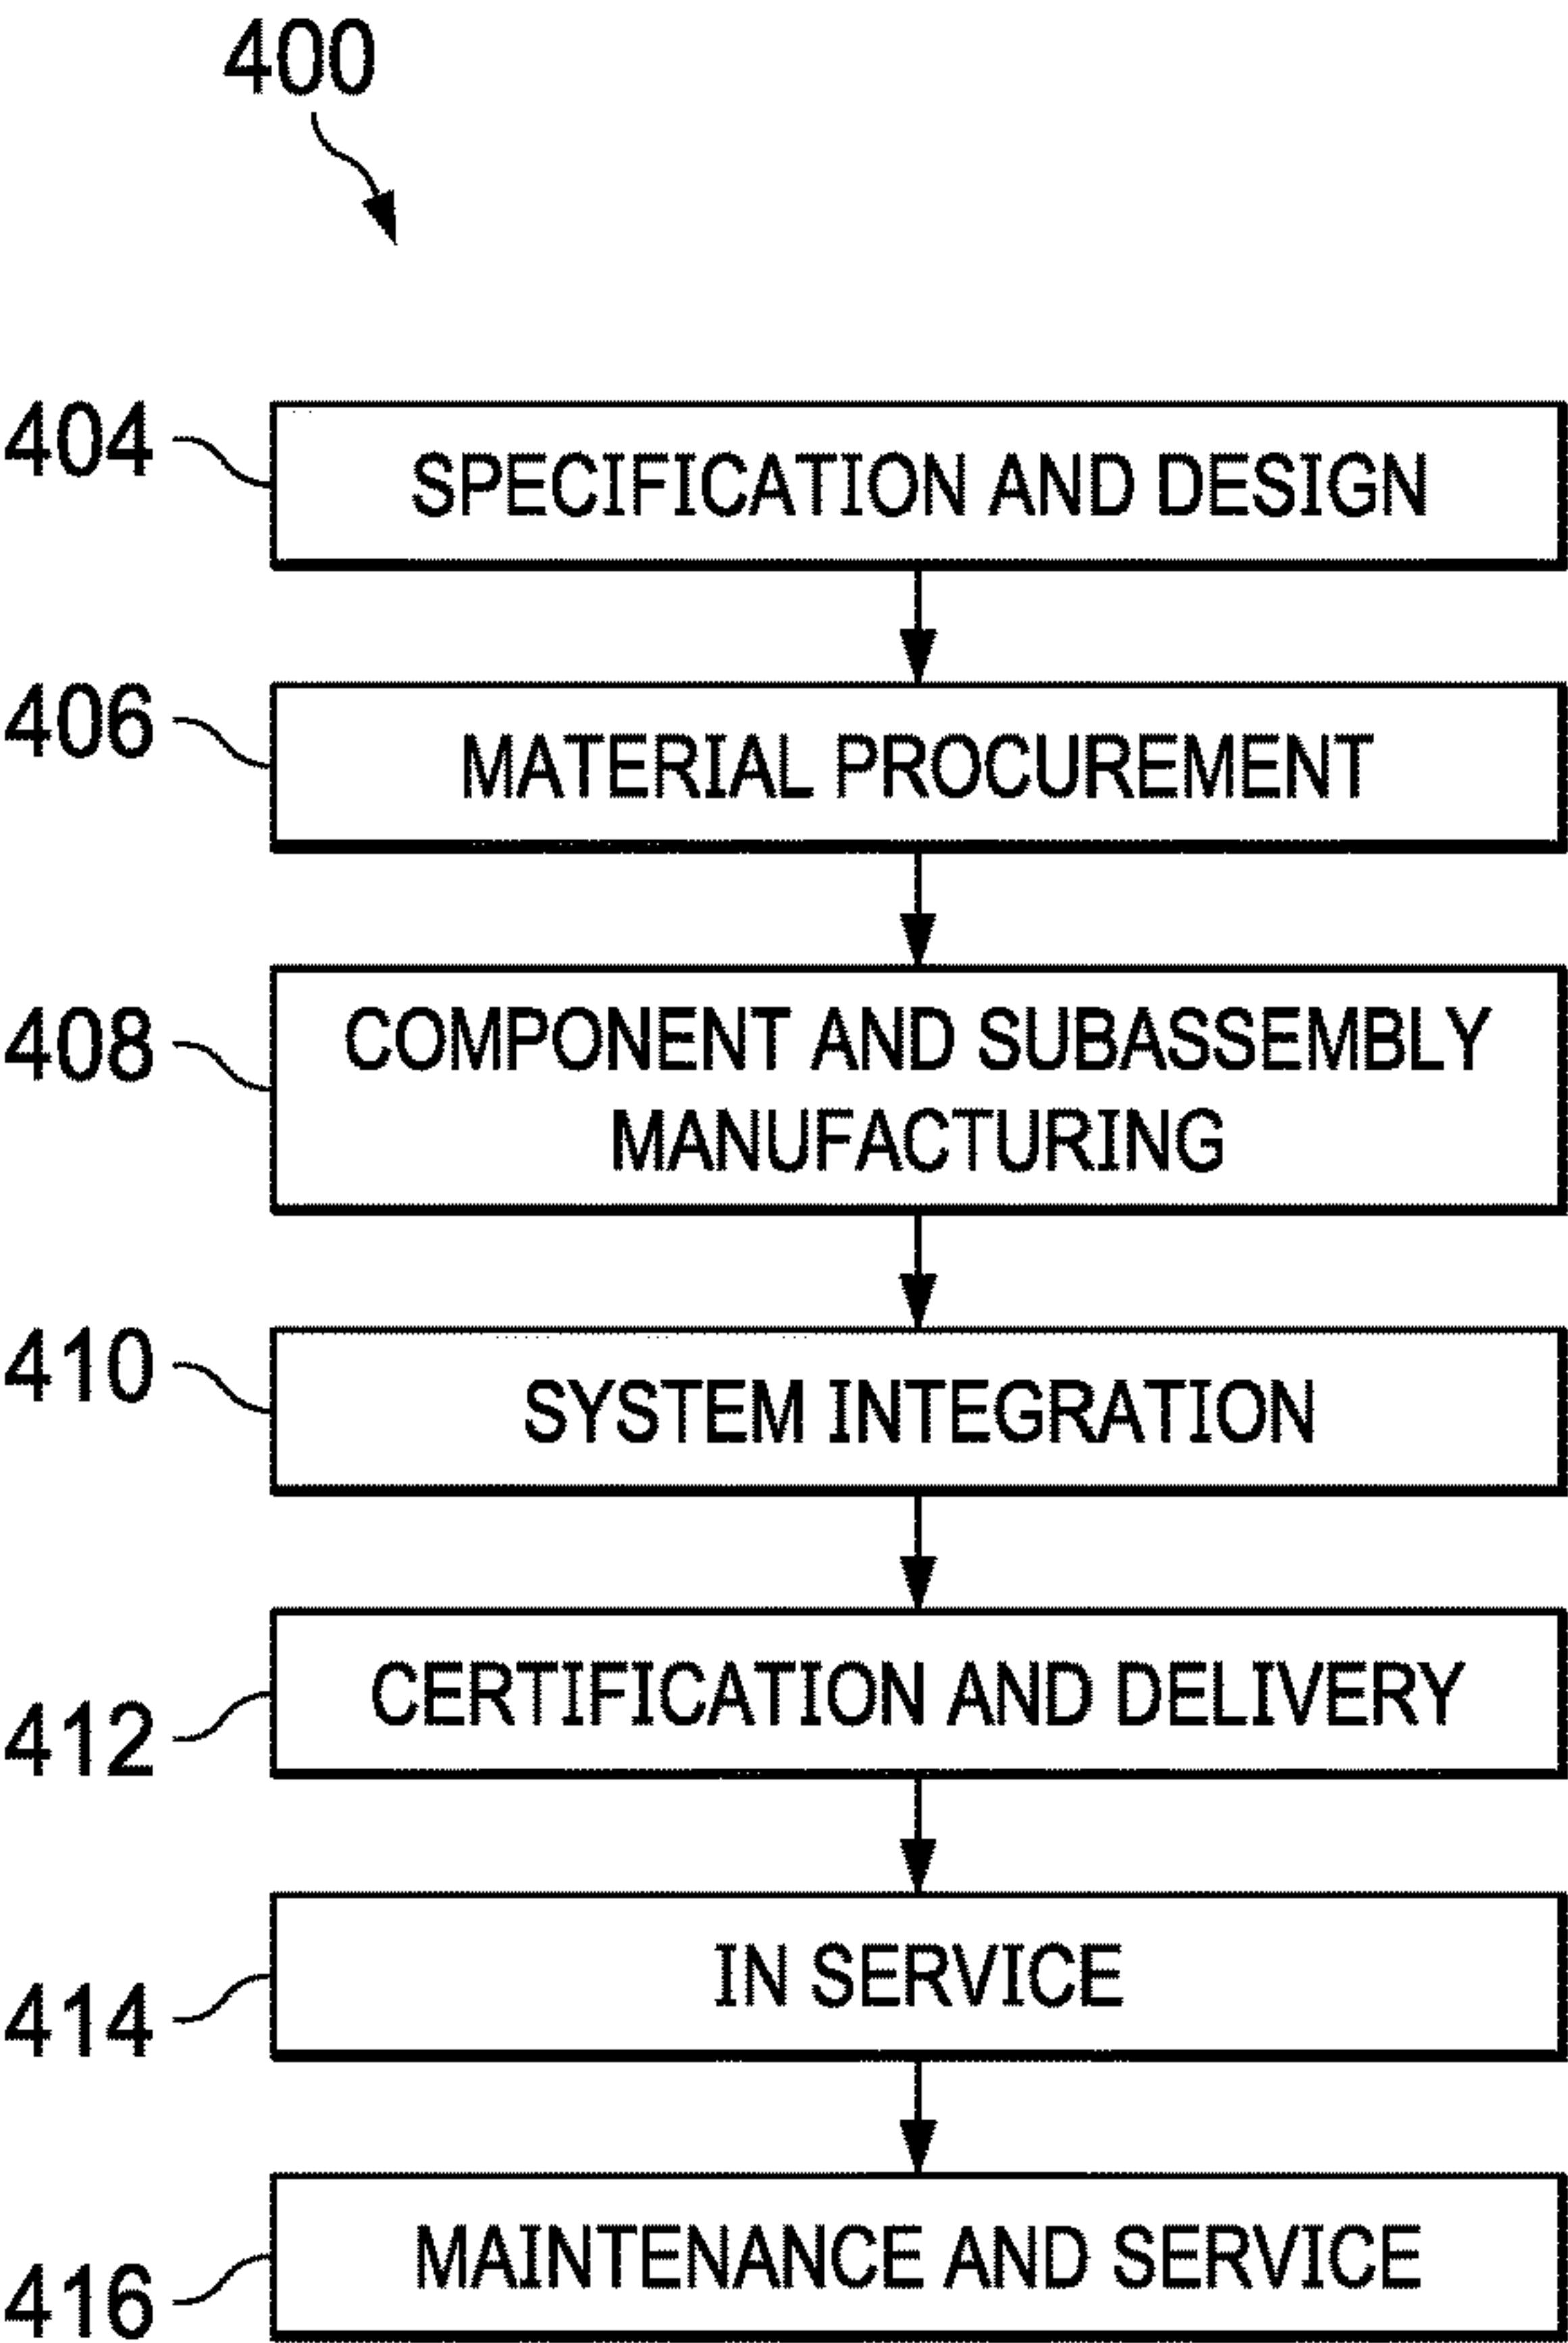 400
404
SPECIFICATION AND DESIGN
406
MATERIAL PROCUREMENT
408
COMPONENT AND SUBASSEMBLY
MANUFACTURING
410
SYSTEM INTEGRATION
412
CERTIFICATION AND DELIVERY
414
IN SERVICE
416
MAINTENANCE AND SERVICE